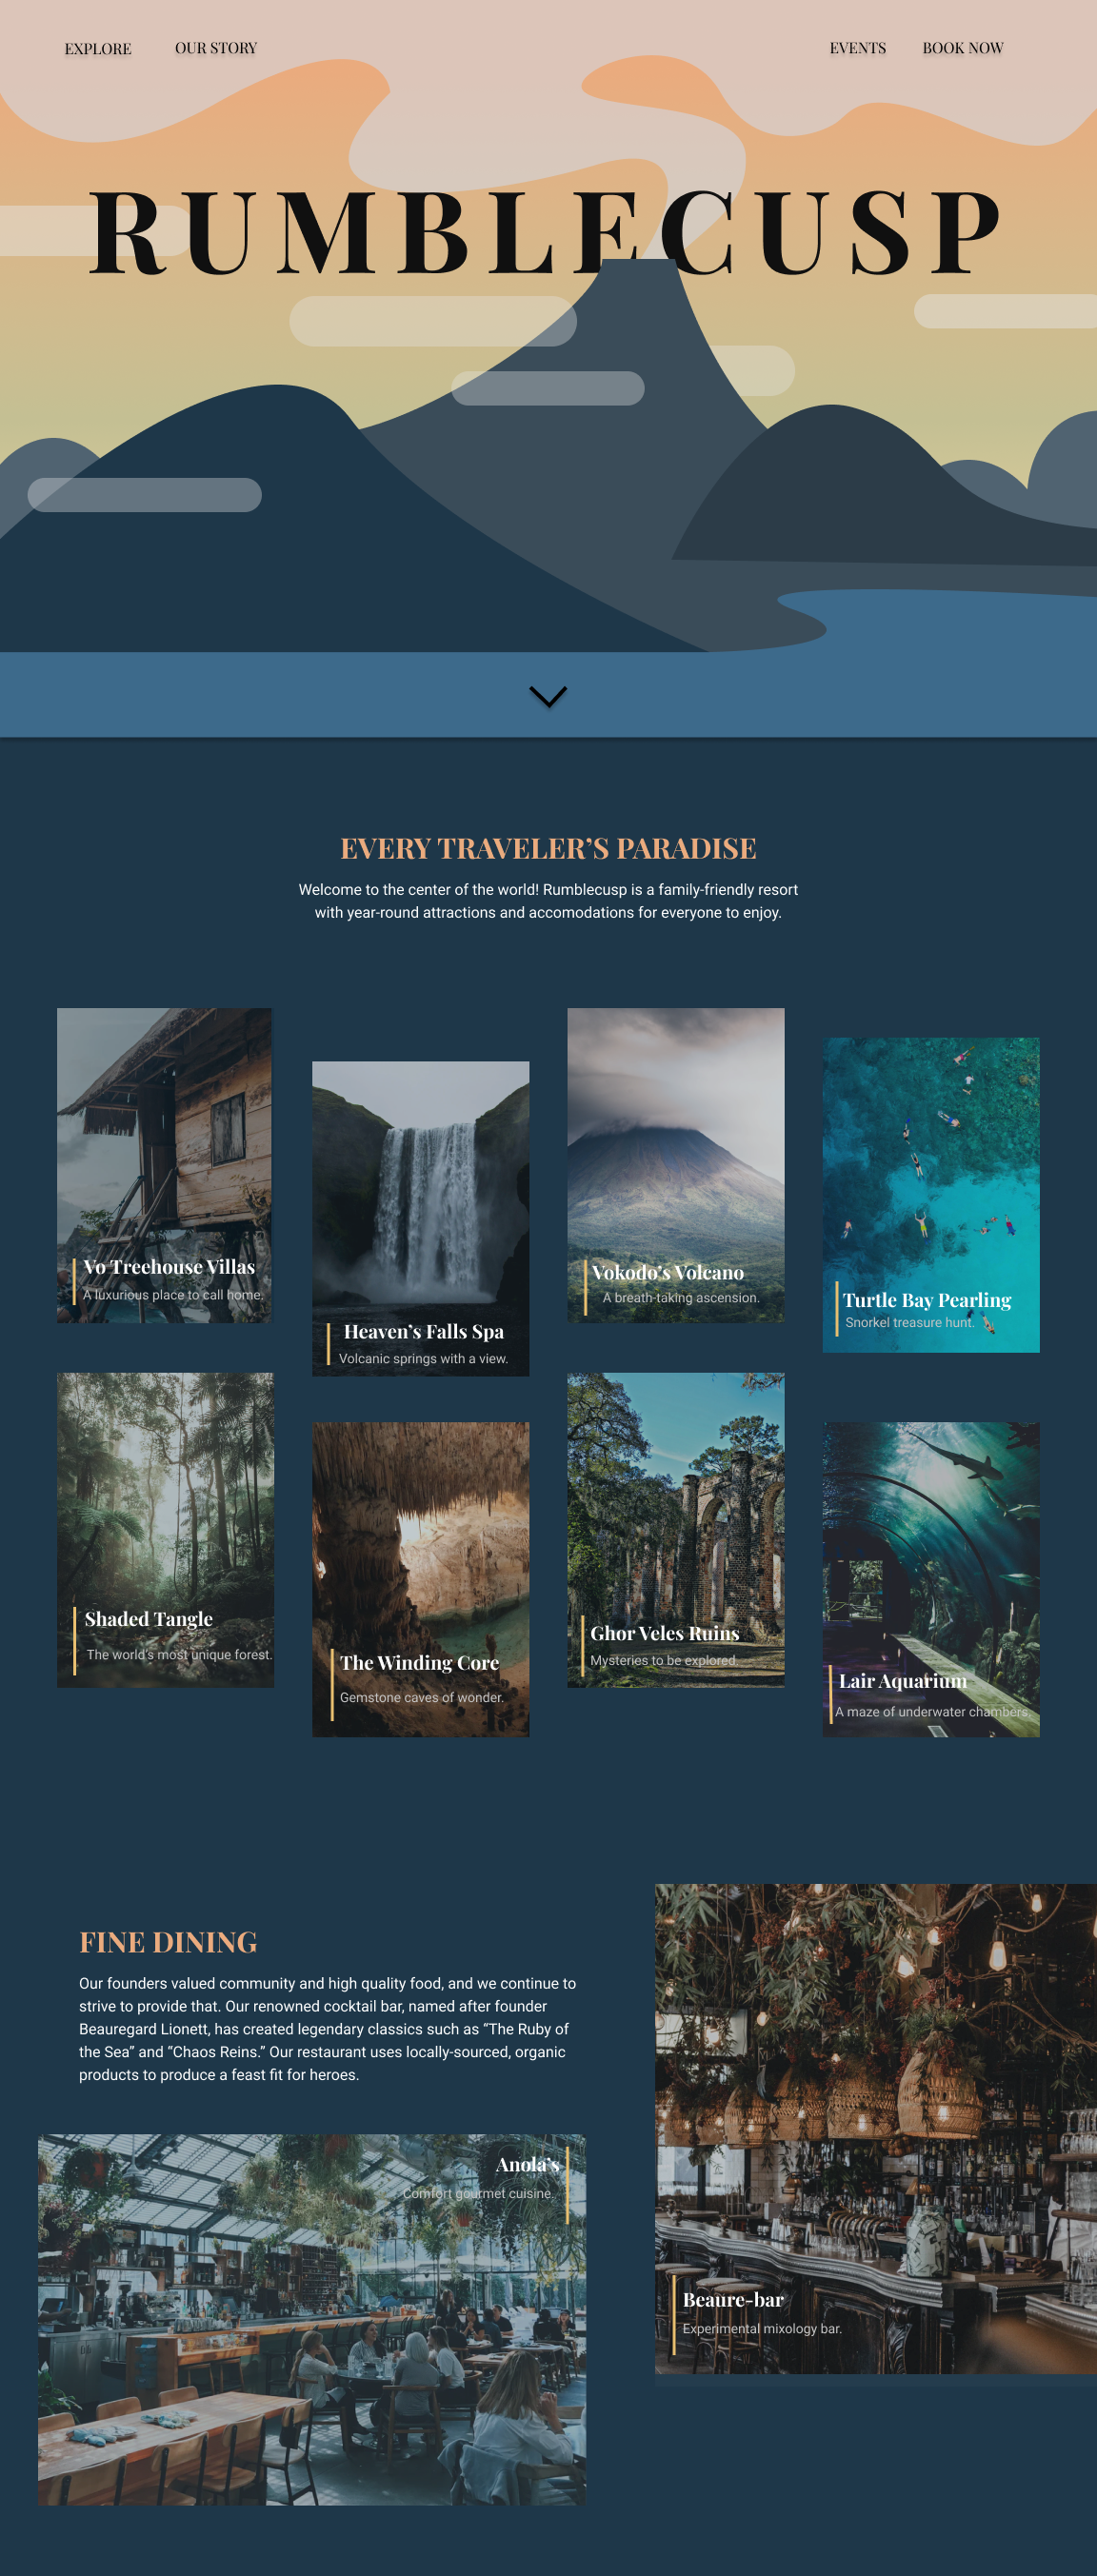 EXPLORE
OUR STORY
EVENTS
BOOK NOW
RUMBLECUSP
EVERY TRAVELER’S PARADISE
Welcome to the center of the world! Rumblecusp is a family-friendly resort
with year-round attractions and accomodations for everyone to enjoy.
Vo Treehouse Villas
A luxurious place to call home.
Heaven’s Falls Spa
Volcanic springs with a view.
Vokodo’s Volcano
A breath-taking ascension.
Turtle Bay Pearling
Snorkel treasure hunt.
Shaded Tangle
The world’s most unique forest.
The Winding Core
Gemstone caves of wonder.
Ghor Veles Ruins
Mysteries to be explored.
Lair Aquarium
A maze of underwater chambers.
FINE DINING
Our founders valued community and high quality food, and we continue to
strive to provide that. Our renowned cocktail bar, named after founder
Beauregard Lionett, has created legendary classics such as “The Ruby of
the Sea” and “Chaos Reins.” Our restaurant uses locally-sourced, organic
products to produce a feast fit for heroes.
Anola’s
Comfort gourmet cuisine.
Beaure-bar
Experimental mixology bar.